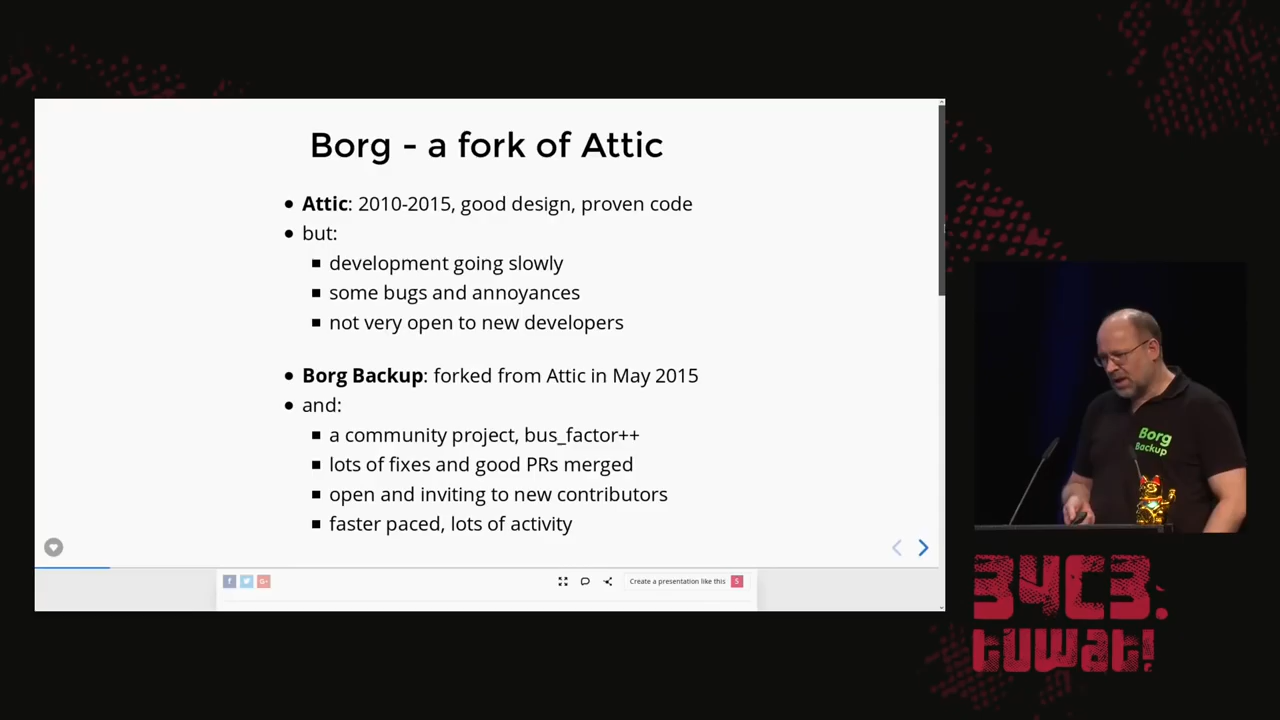 Borg - a fork of Attic
• Attic: 2010-2015, good design, proven code
• but:
▪ development going slowly
▪ some bugs and annoyances
▪ not very open to new developers
• Borg Backup: forked from Attic in May 2015
• and:
▪ a community project, bus_factor++
▪ lots of fixes and good PRs merged
▪ open and inviting to new contributors
▪ faster paced, lots of activity
Create a presentation like this
S
Borg
Backup
34C3.
tuwat!